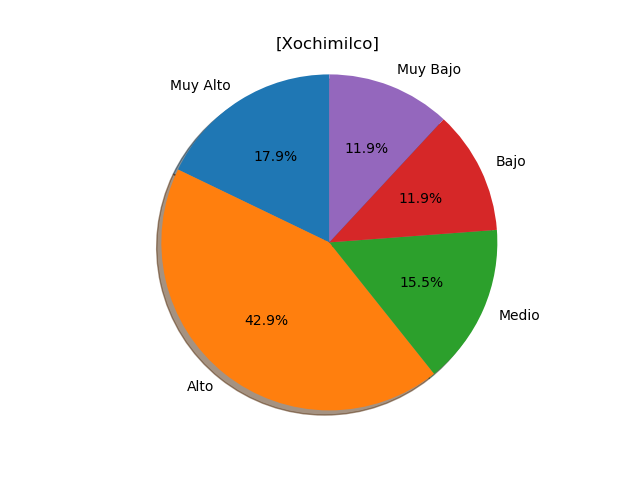 [Xochimilco]
Muy Bajo
Muy Alto
11.9%
17.9%
Bajo
11.9%
15.5%
Medio
42.9%
Alto